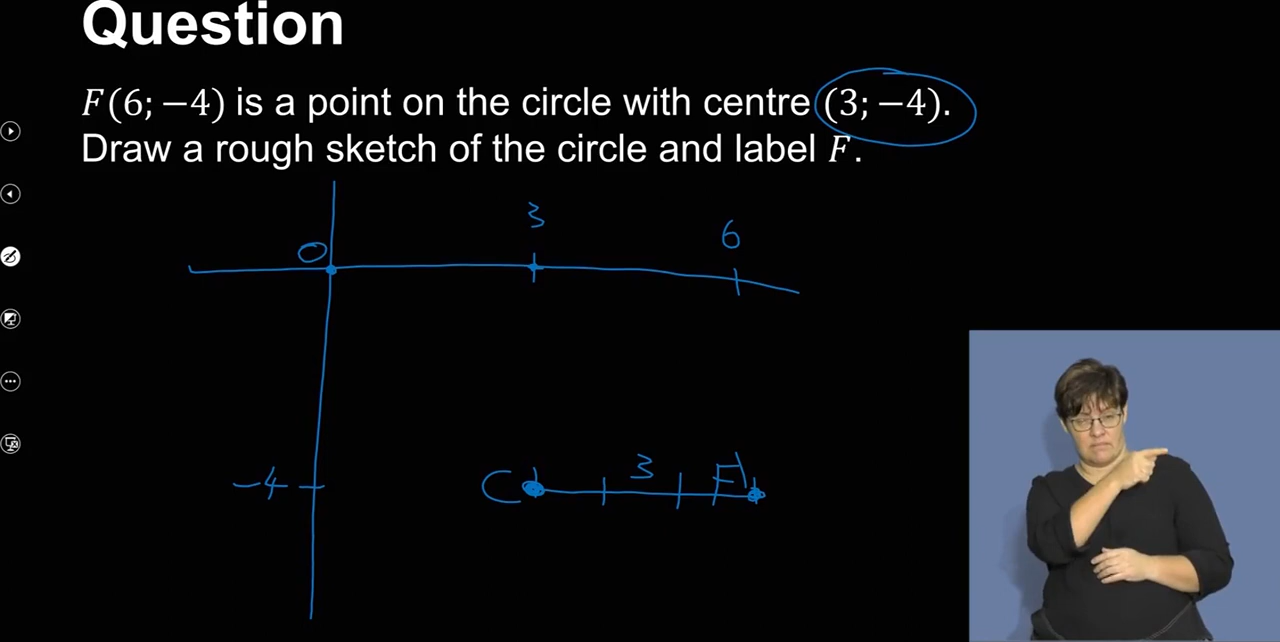 Question
F(6; −4) is a point on the circle with centre (3; −4).
Draw a rough sketch of the circle and label F.
3
6
0
3
-4
C
F